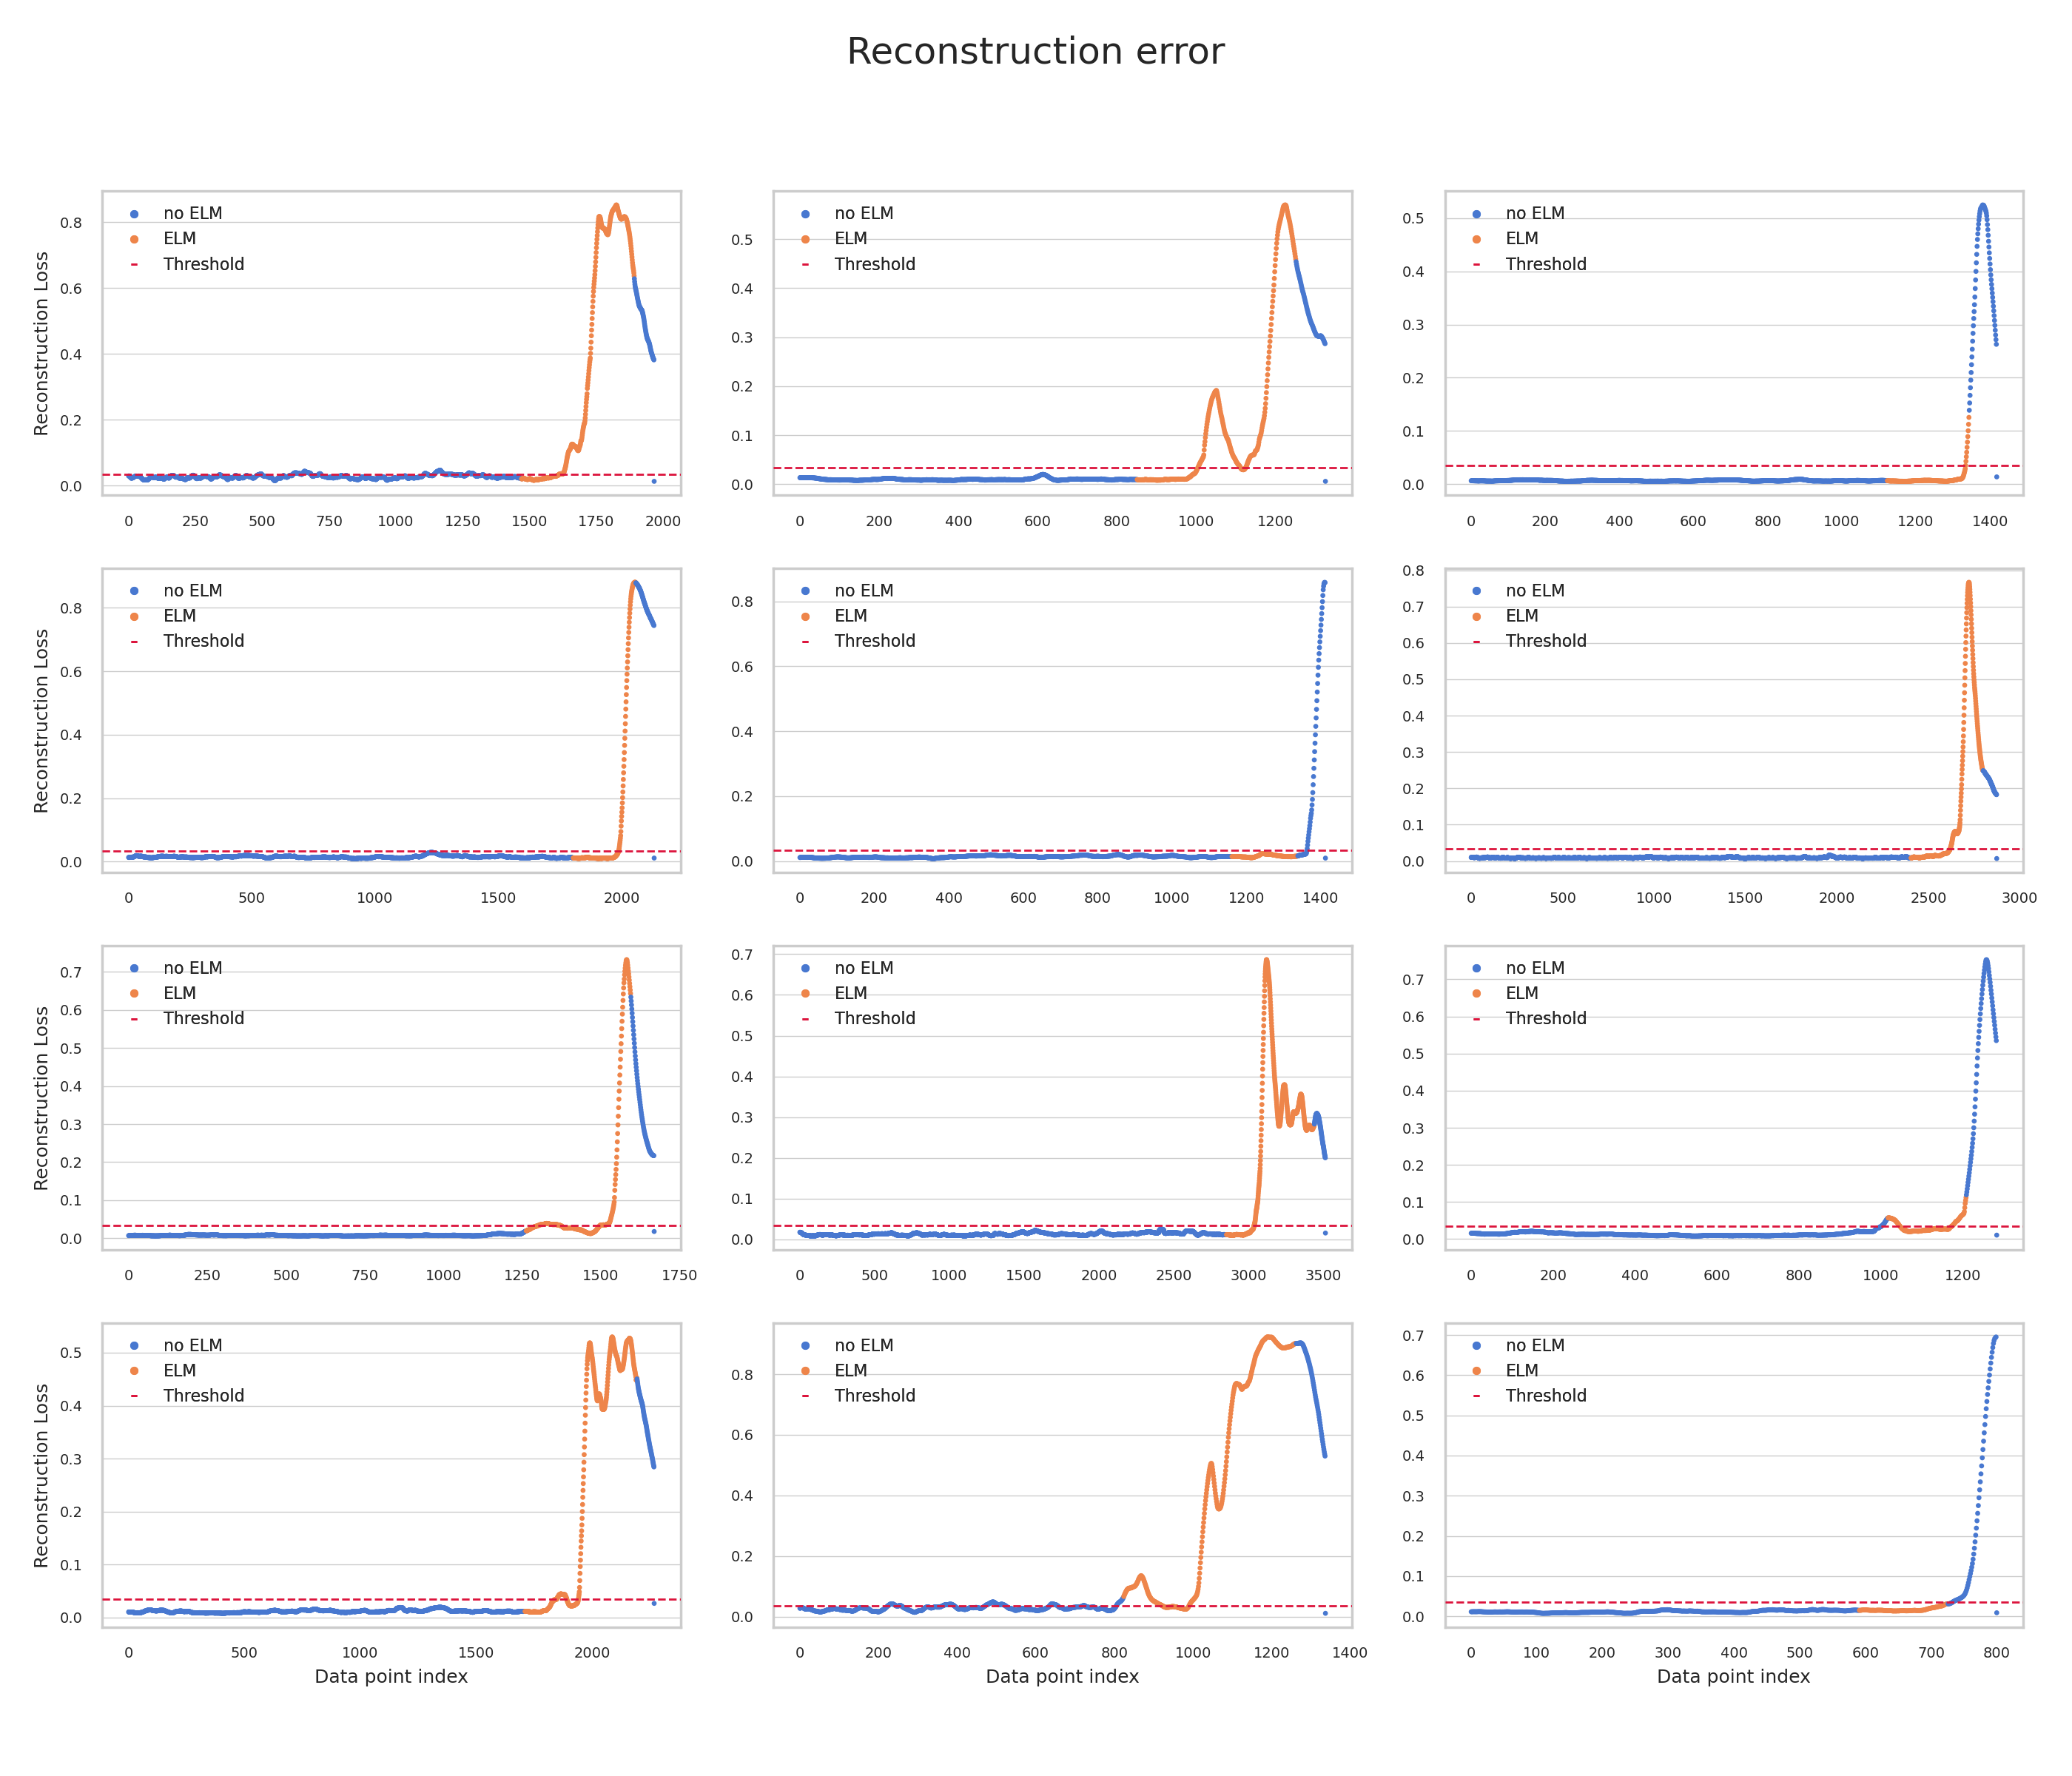 Reconstruction error
Reconstruction Loss
no ELM
ELM
Threshold
0.8
0.6
0.4
0.2
0.0
0 250 500 750 1000 1250 1500 1750 2000
no ELM
ELM
Threshold
0.5
0.4
0.3
0.2
0.1
0.0
0 200 400 600 800 1000 1200
no ELM
ELM
Threshold
0.5
0.4
0.3
0.2
0.1
0.0
0 200 400 600 800 1000 1200 1400
Reconstruction Loss
no ELM
ELM
Threshold
0.8
0.6
0.4
0.2
0.0
0 500 1000 1500 2000
no ELM
ELM
Threshold
0.8
0.6
0.4
0.2
0.0
0 200 400 600 800 1000 1200 1400
no ELM
ELM
Threshold
0.8
0.7
0.6
0.5
0.4
0.3
0.2
0.1
0.0
0 500 1000 1500 2000 2500 3000
Reconstruction Loss
no ELM
ELM
Threshold
0.7
0.6
0.5
0.4
0.3
0.2
0.1
0.0
0 250 500 750 1000 1250 1500 1750
no ELM
ELM
Threshold
0.7
0.6
0.5
0.4
0.3
0.2
0.1
0.0
0 500 1000 1500 2000 2500 3000 3500
no ELM
ELM
Threshold
0.7
0.6
0.5
0.4
0.3
0.2
0.1
0.0
0 200 400 600 800 1000 1200
Reconstruction Loss
no ELM
ELM
Threshold
0.5
0.4
0.3
0.2
0.1
0.0
0 500 1000 1500 2000
Data point index
no ELM
ELM
Threshold
0.8
0.6
0.4
0.2
0.0
0 200 400 600 800 1000 1200 1400
Data point index
no ELM
ELM
Threshold
0.7
0.6
0.5
0.4
0.3
0.2
0.1
0.0
0 100 200 300 400 500 600 700 800
Data point index